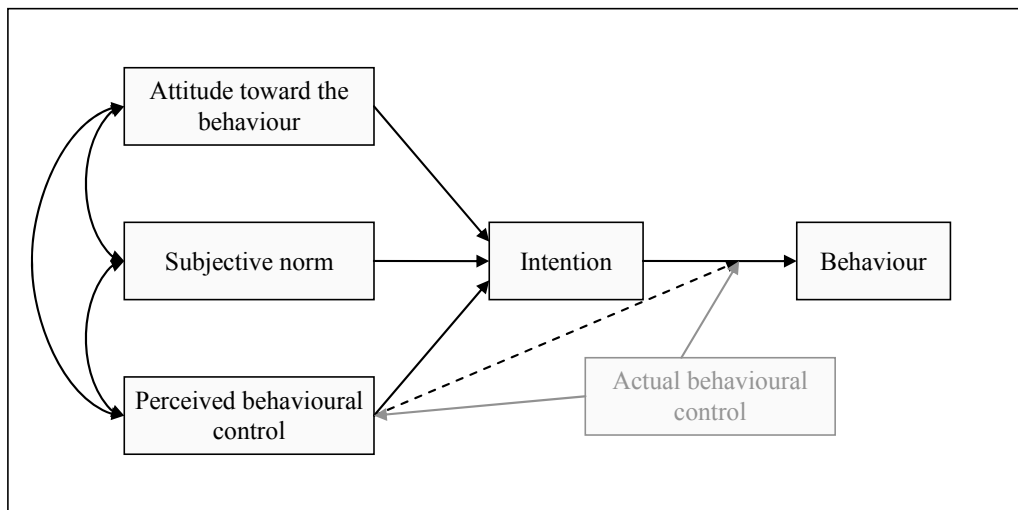 Attitude toward the
behaviour
Subjective norm
Intention
Behaviour
Perceived behavioural
control
Actual behavioural
control